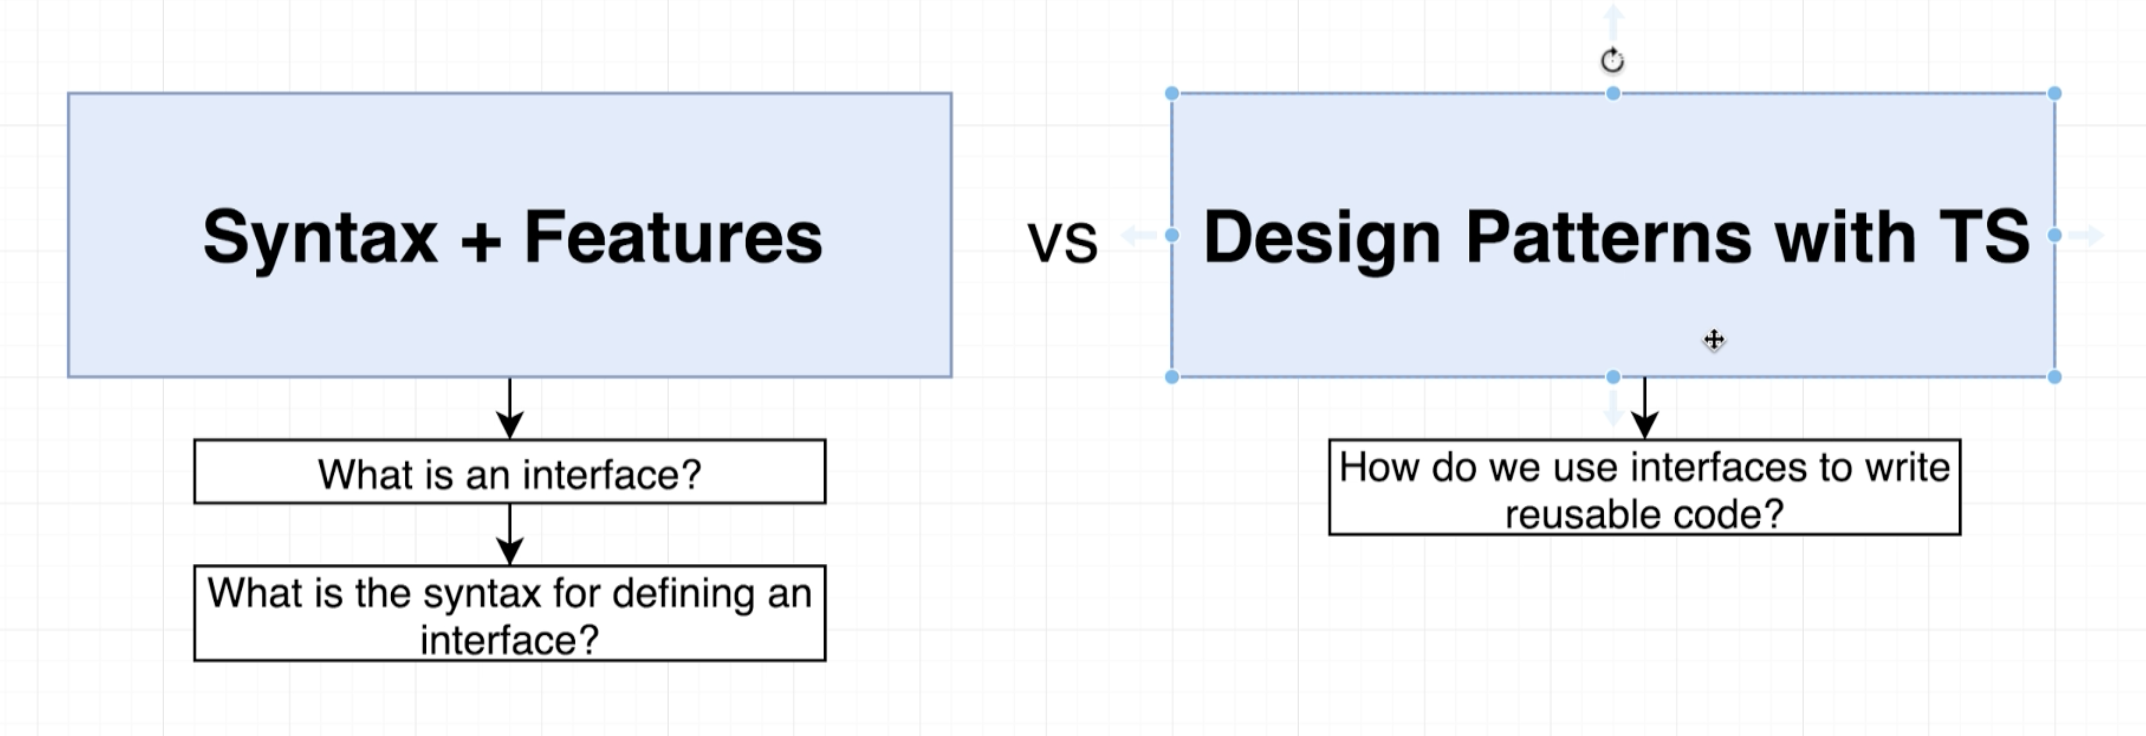 Syntax + Features
vs
Design Patterns with TS
What is an interface?
What is the syntax for defining an
interface?
How do we use interfaces to write
reusable code?